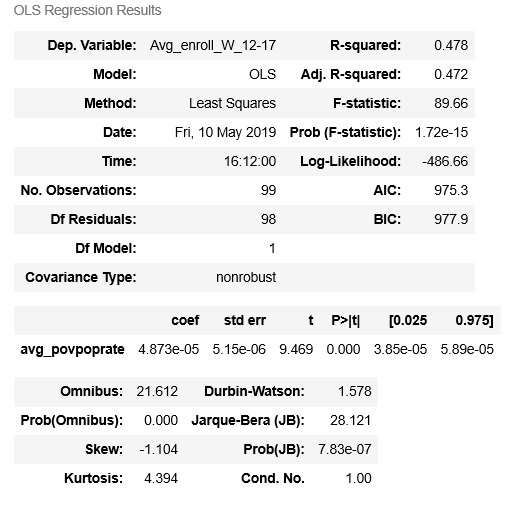 OLS Regression Results
Dep. Variable: Avg_enroll_W_12-17 R-squared: 0.478
Model: OLS Adj. R-squared: 0.472
Method: Least Squares F-statistic: 89.66
Date: Fri, 10 May 2019 Prob (F-statistic): 1.72e-15
Time: 16:12:00 Log-Likelihood: -486.66
No. Observations: 99 AIC: 975.3
Df Residuals: 98 BIC: 977.9
Df Model: 1
Covariance Type: nonrobust
coef std err t P>|t| [0.025 0.975]
avg_povpoprate 4.873e-05 5.15e-06 9.469 0.000 3.85e-05 5.89e-05
Omnibus: 21.612 Durbin-Watson: 1.578
Prob(Omnibus): 0.000 Jarque-Bera (JB): 28.121
Skew: -1.104 Prob(JB): 7.83e-07
Kurtosis: 4.394 Cond. No. 1.00